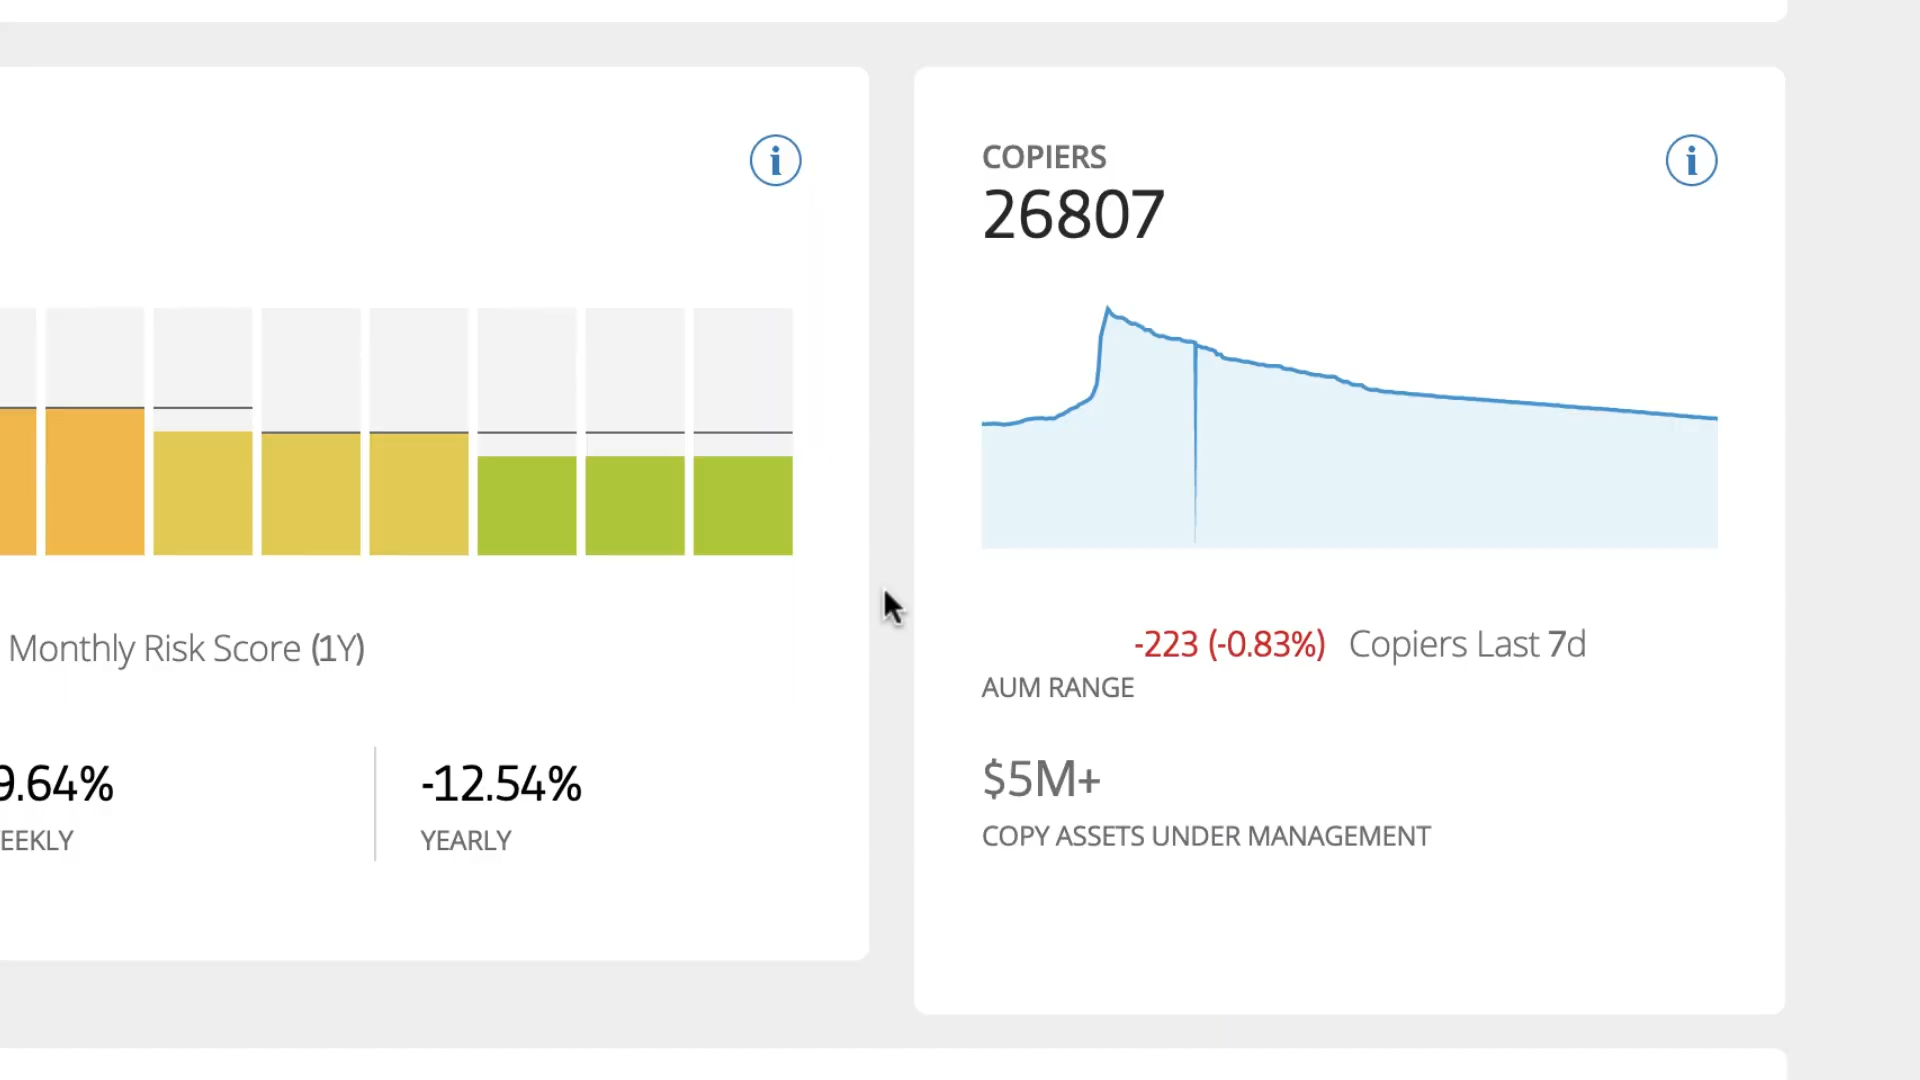 COPIERS
26807
Monthly Risk Score (1Y)
9.64%
EEKLY
-12.54%
YEARLY
-223 (-0.83%) Copiers Last 7d
AUM RANGE
$5M+
COPY ASSETS UNDER MANAGEMENT